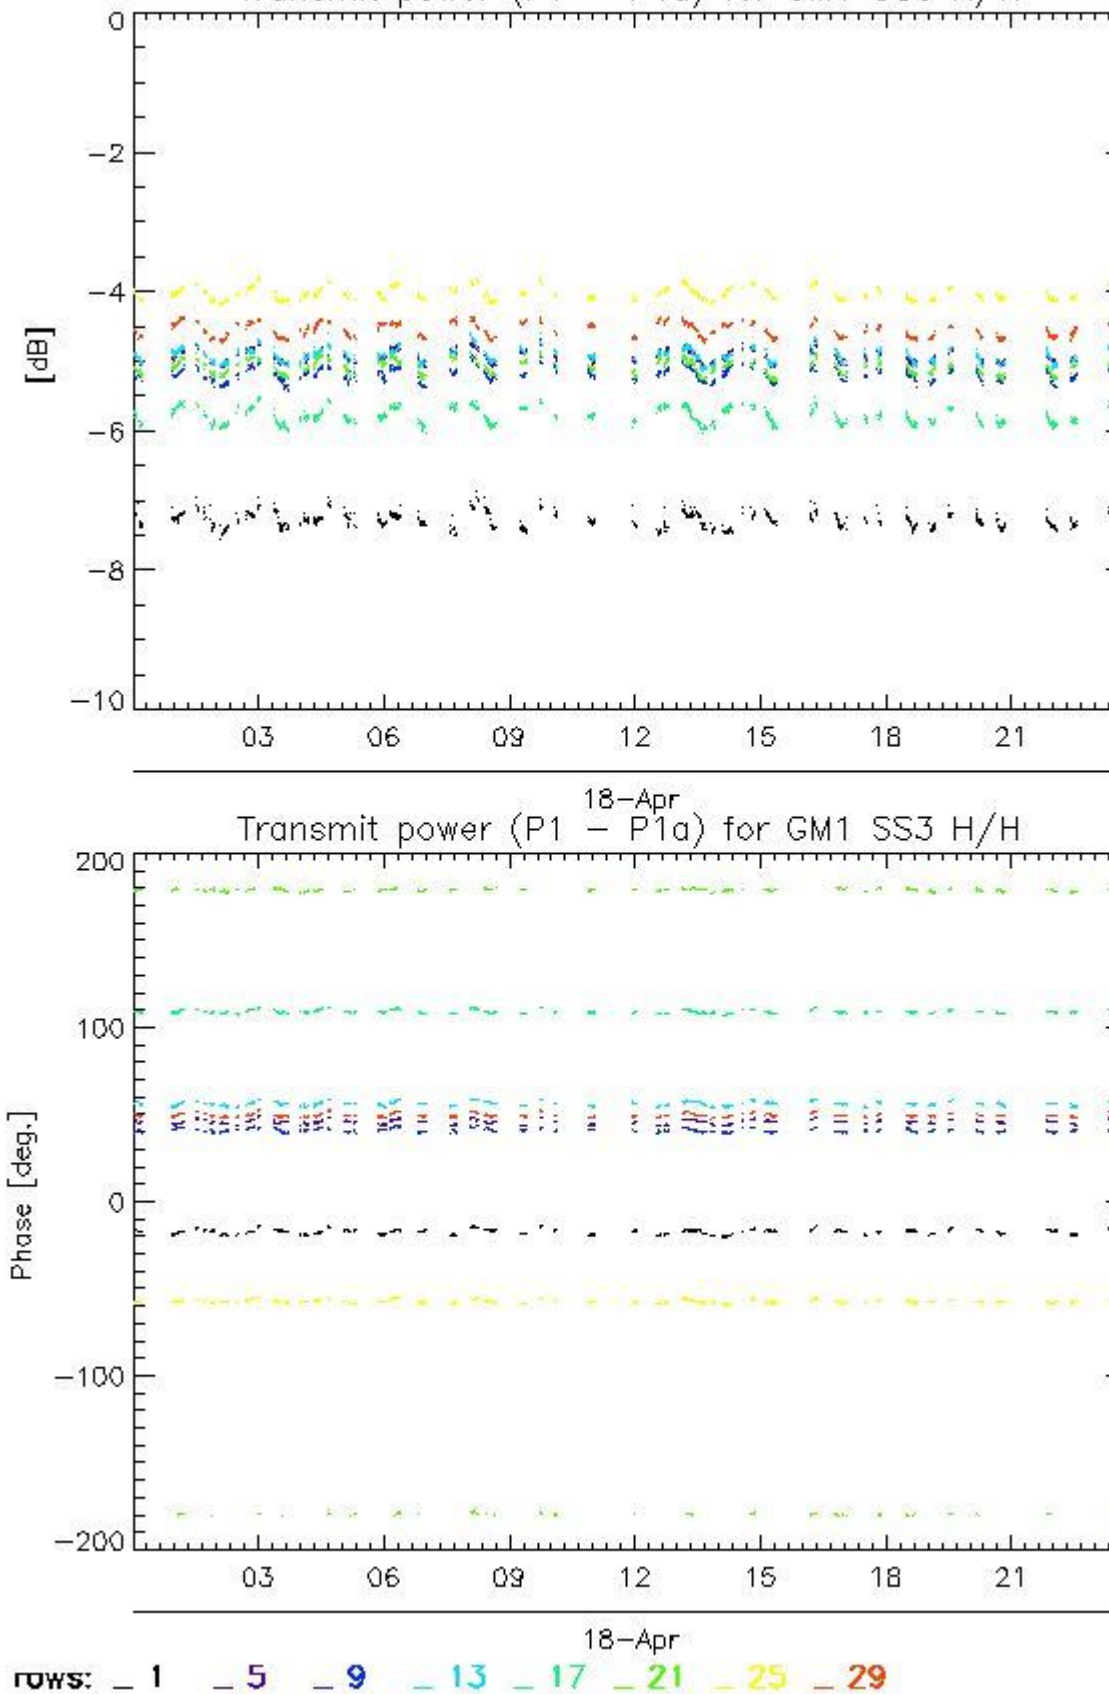 0
-2
-4
[dB]
-6
-8
-10
03 06 09 12 15 18 21
18-Apr
Transmit power (P1 - P1a) for GM1 SS3 H/H
200
100
0
Phase [deg.]
-100
-200
03 06 09 12 15 18 21
18-Apr
rows: _ 1 _ 5 _ 9 _ 13 _ 17 _ 21 _ 25 _ 29